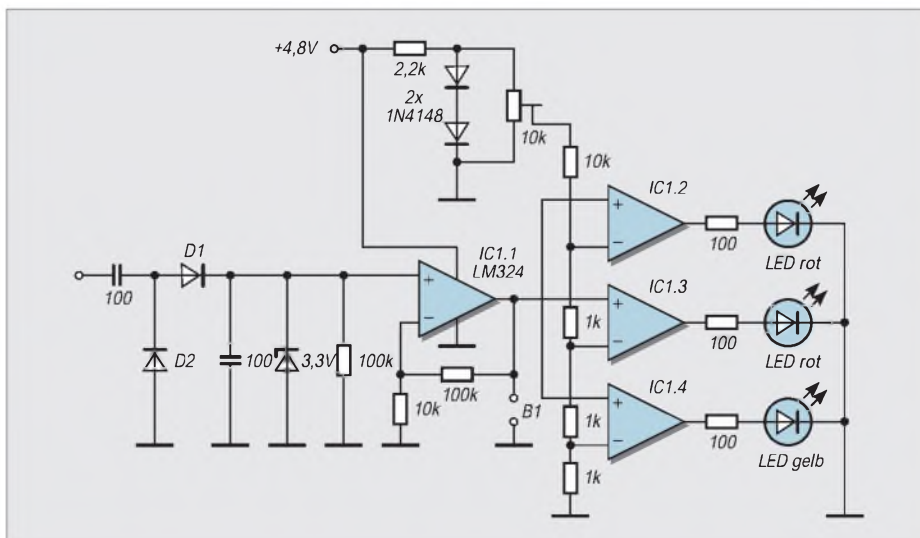 +4,8V
2,2k
2x
1N4148
10k
10k
IC1.2
100
LED rot
D1
IC1.1
LM324
100
IC1.3
1k
100
LED rot
D2
100
3,3V
100k
100k
10k
B1
IC1.4
1k
100
LED gelb
1k
+
−
+
−
+
−
+
−